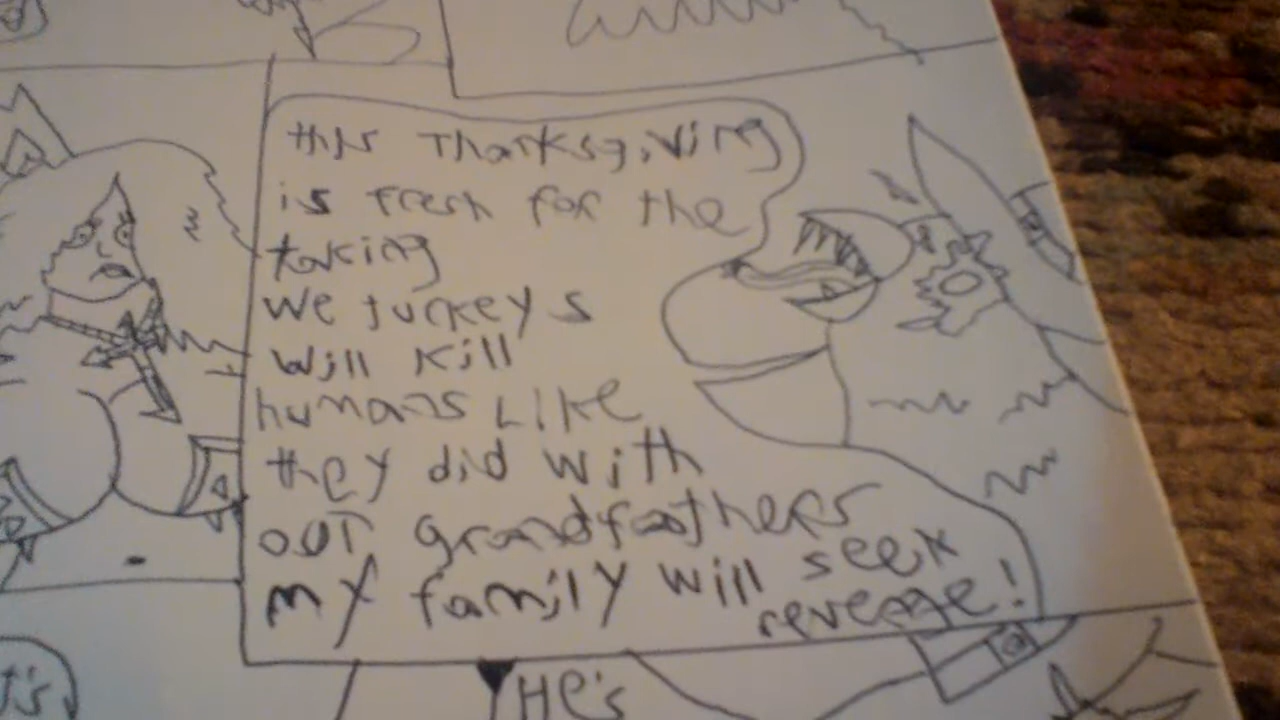 this Thanksgiving
is fresh for the
taking
We turkeys
will kill
humans Like
they did with
our grandfathers
my family will seek
revenge!
t's
He's